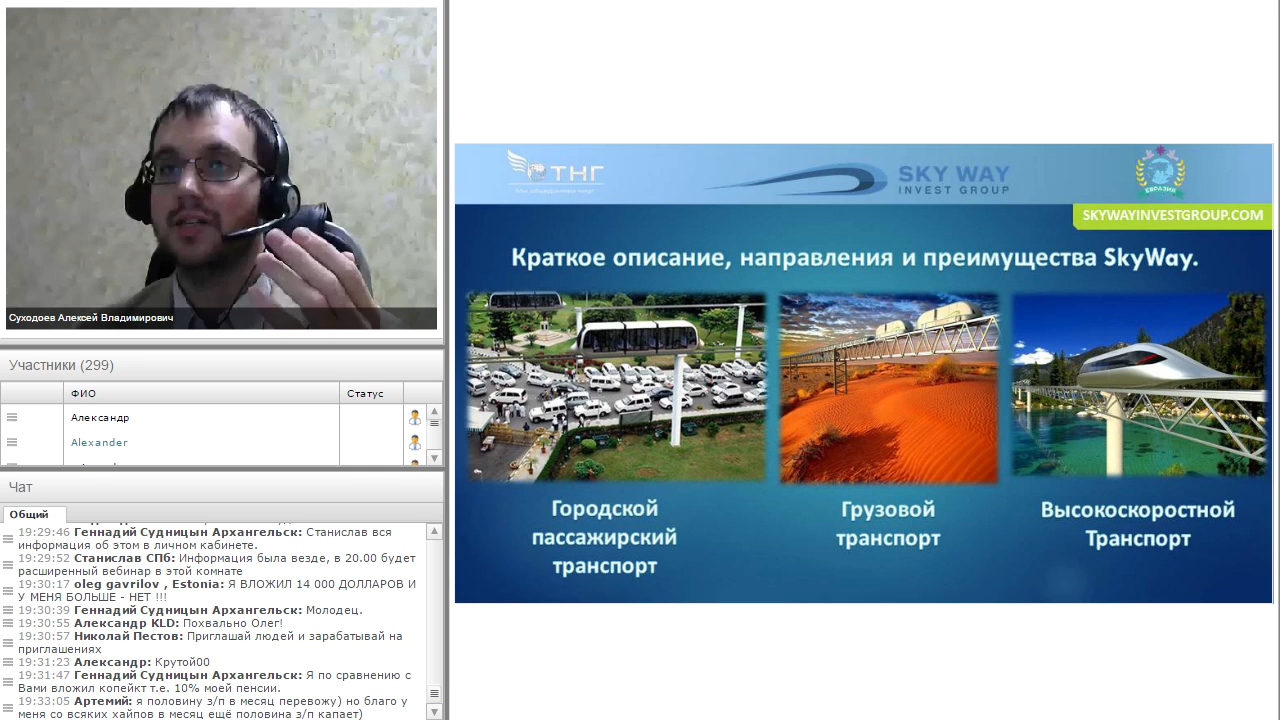 Суходоев Алексей Владимирович
Участники (299)
ФИО
Статус
Александр
Alexander
Чат
Общий
19:29:46 Геннадий Судницын Архангельск: Станислав вся
информация об этом в личном кабинете.
19:29:52 Станислав СПб: Информация была везде, в 20.00 будет
расширенный вебинар в этой комнате
19:30:17 oleg gavrilov , Estonia: Я ВЛОЖИЛ 14 000 ДОЛЛАРОВ И
У МЕНЯ БОЛЬШЕ - НЕТ !!!
19:30:39 Геннадий Судницын Архангельск: Молодец.
19:30:55 Александр KLD: Похвально Олег!
19:30:57 Николай Пестов: Приглашай людей и зарабатывай на
приглашениях
19:31:23 Александр: Крутой00
19:31:47 Геннадий Судницын Архангельск: Я по сравнению с
Вами вложил копейкт т.е. 10% моей пенсии.
19:33:05 Артемий: я половину з/п в месяц перевожу) но благо у
меня со всяких хайпов в месяц ещё половина з/п капает)
ТНГ
SKY WAY
INVEST GROUP
ЕВРАЗИЯ
SKYWAYINVESTGROUP.COM
Краткое описание, направления и преимущества SkyWay.
Городской
пассажирский
транспорт
Грузовой
транспорт
Высокоскоростной
Транспорт